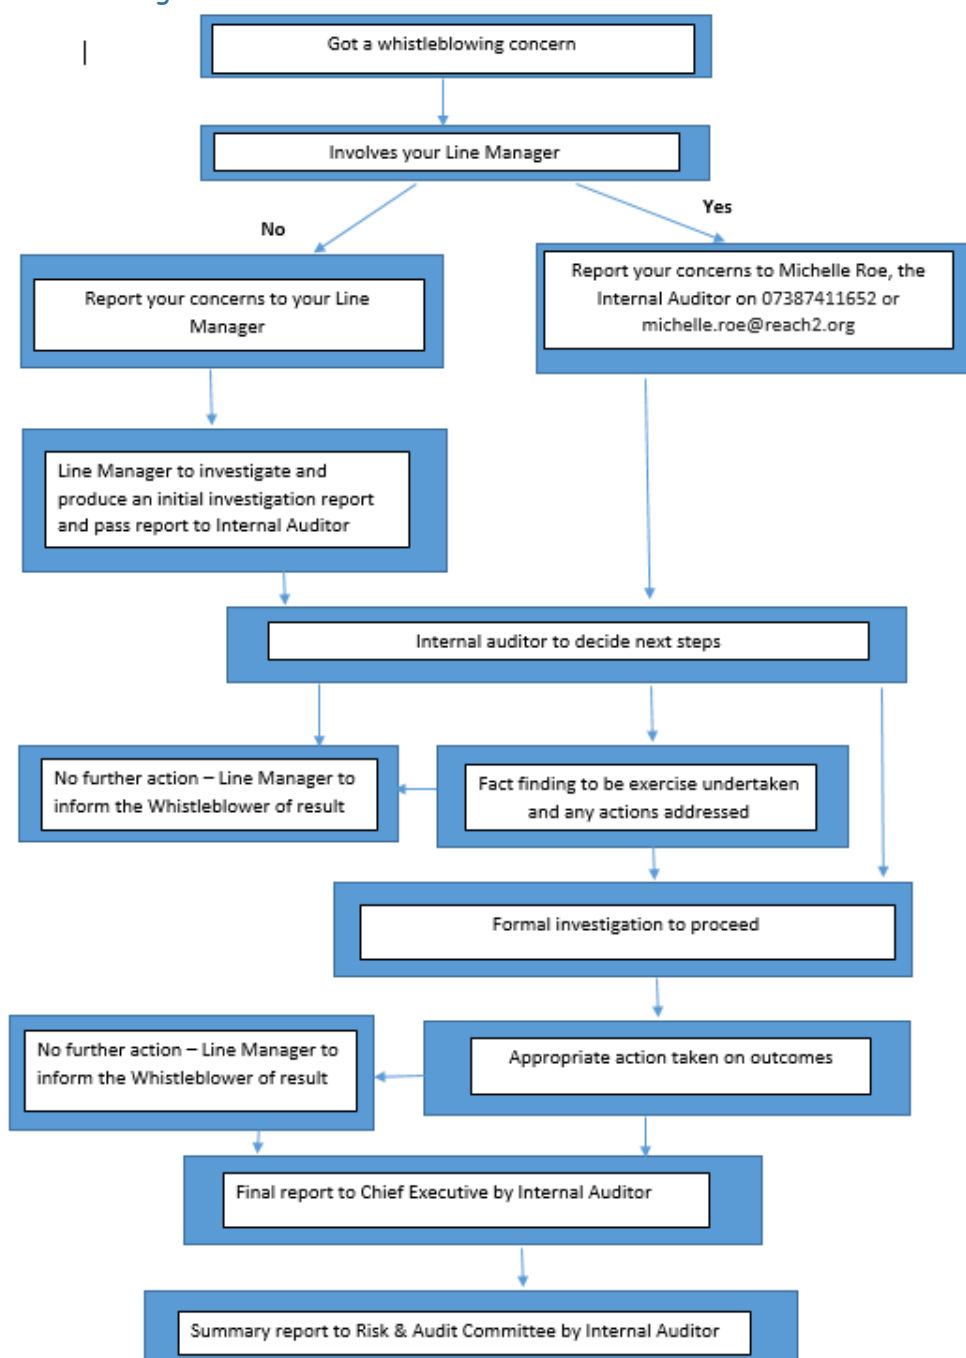 Got a whistleblowing concern
Involves your Line Manager
No
Yes
Report your concerns to your Line
Manager
Report your concerns to Michelle Roe, the
Internal Auditor on 07387411652 or
michelle.roe@reach2.org
Line Manager to investigate and
produce an initial investigation report
and pass report to Internal Auditor
Internal auditor to decide next steps
No further action – Line Manager to
inform the Whistleblower of result
Fact finding to be exercise undertaken
and any actions addressed
Formal investigation to proceed
No further action – Line Manager to
inform the Whistleblower of result
Appropriate action taken on outcomes
Final report to Chief Executive by Internal Auditor
Summary report to Risk & Audit Committee by Internal Auditor